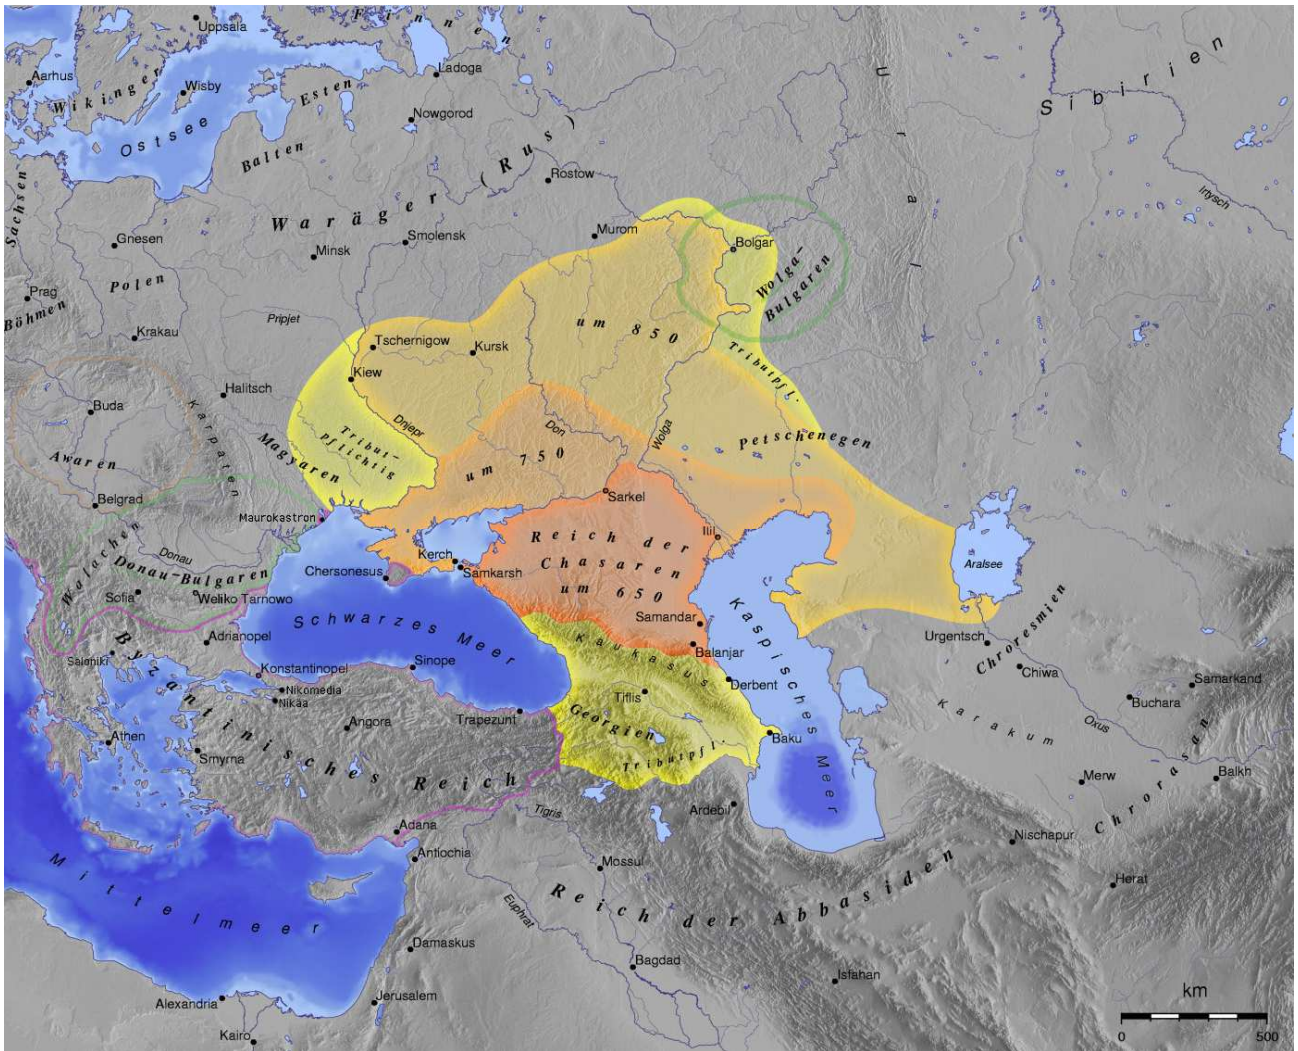 Uppsala
Finnen
Aarhus
Wikinger
Wisby
Ostsee
Esten
Ladoga
Nowgorod
Balten
Ural
Sibirien
Irtysch
Sachsen
Waräger (Rus)
Rostow
Gnesen
Minsk
Smolensk
Murom
Bolgar
Wolga-
Bulgaren
Polen
Prag
Böhmen
Krakau
Pripjet
Tschernigow
Kursk
um 850
Kiew
Tributpfl.
Halitsch
Buda
Karpaten
Awaren
Magyaren
Tribut-
pflichtig
Dnjepr
Don
Wolga
Petschenegen
um 750
Belgrad
Maurokastron
Sarkel
Walachen
Donau
Donau-Bulgaren
Kerch
Chersonesus
Samkarsh
Reich der
Chasaren
um 650
Itil
Aralsee
Sofia
Weliko Tarnowo
Schwarzes Meer
Samandar
Kaspisches Meer
Adrianopel
Balanjar
Kaukasus
Urgentsch
Chroresmien
Saloniki
Konstantinopel
Sinope
Derbent
Chiwa
Samarkand
Nikomedia
Nikäa
Tiflis
Buchara
Byzantinisches Reich
Angora
Trapezunt
Georgien
Karakum
Oxus
Athen
Smyrna
Baku
Tributpfl.
Merw
Balkh
Chrorasan
Tigris
Ardebil
Adana
Nischapur
Antiochia
Mossul
Mittelmeer
Euphrat
Reich der Abbasiden
Herat
Damaskus
Bagdad
Isfahan
Alexandria
Jerusalem
Kairo
km
0 500